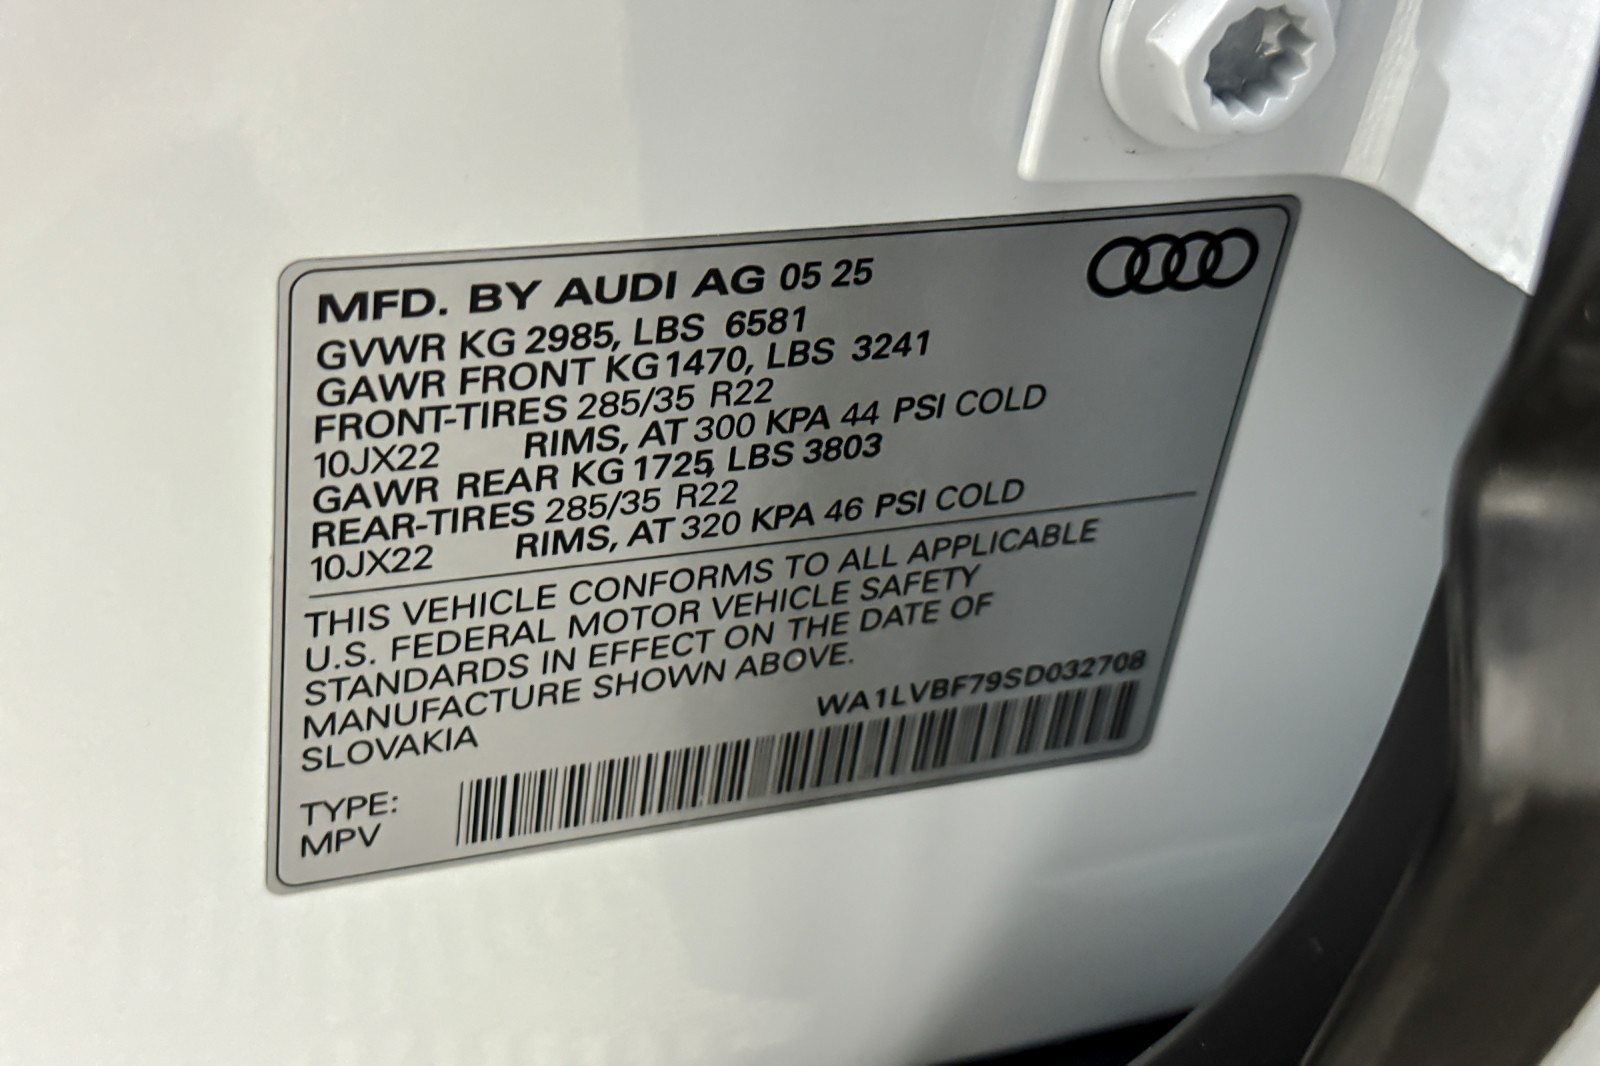 MFD. BY AUDI AG 05 25
GVWR KG 2985, LBS 6581
GAWR FRONT KG 1470, LBS 3241
FRONT-TIRES 285/35 R22
10JX22 RIMS, AT 300 KPA 44 PSI COLD
GAWR REAR KG 1725, LBS 3803
REAR-TIRES 285/35 R22
10JX22 RIMS, AT 320 KPA 46 PSI COLD
THIS VEHICLE CONFORMS TO ALL APPLICABLE
U.S. FEDERAL MOTOR VEHICLE SAFETY
STANDARDS IN EFFECT ON THE DATE OF
MANUFACTURE SHOWN ABOVE.
SLOVAKIA
WA1LVBF79SD032708
TYPE:
MPV